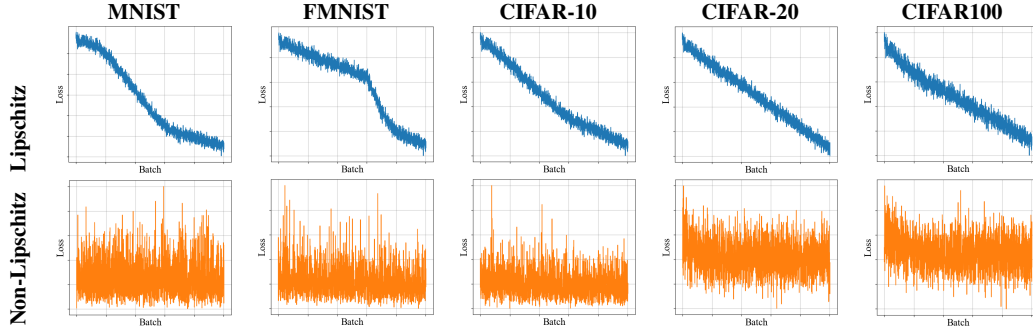 MNIST FMNIST CIFAR-10 CIFAR-20 CIFAR100
Lipschitz
Loss Loss Loss Loss Loss
Batch Batch Batch Batch Batch
Non-Lipschitz
Loss Loss Loss Loss Loss
Batch Batch Batch Batch Batch